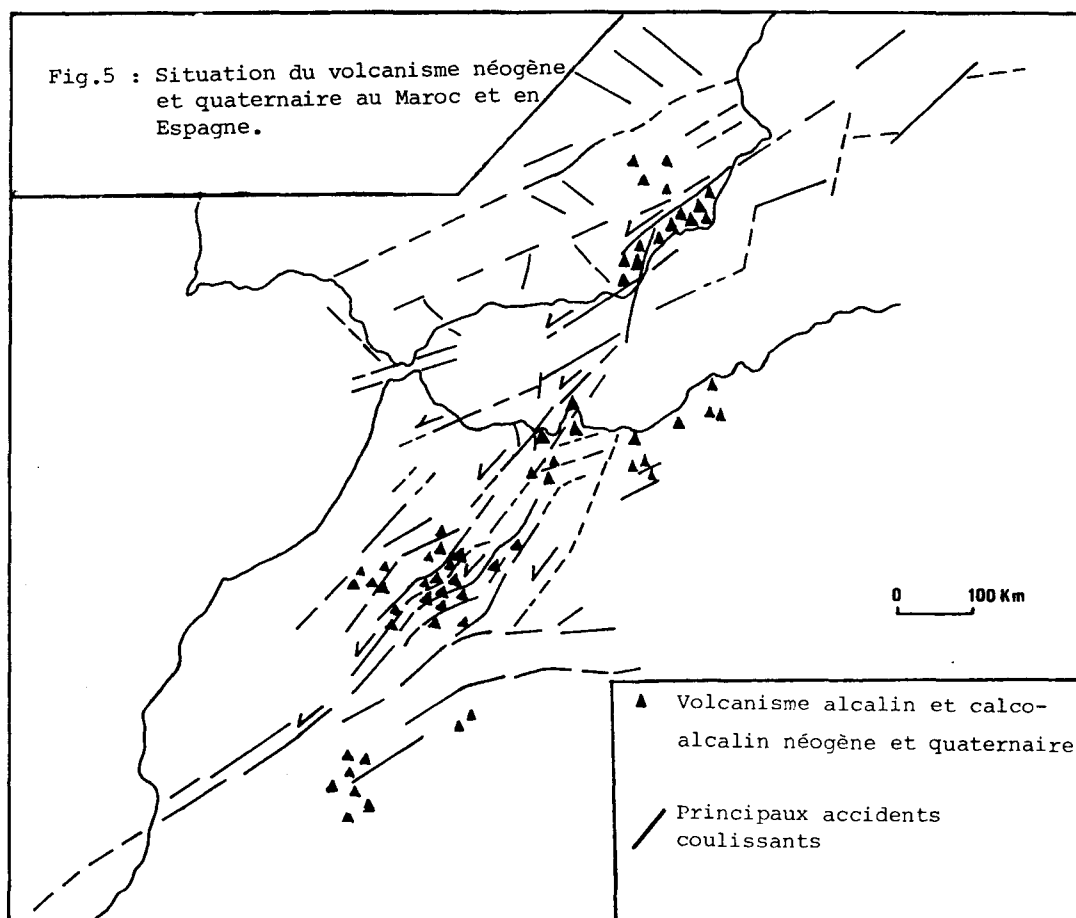 Fig.5 : Situation du volcanisme néogène
et quaternaire au Maroc et en
Espagne.
0 100 Km
Volcanisme alcalin et calco-
alcalin néogène et quaternaire
Principaux accidents
coulissants